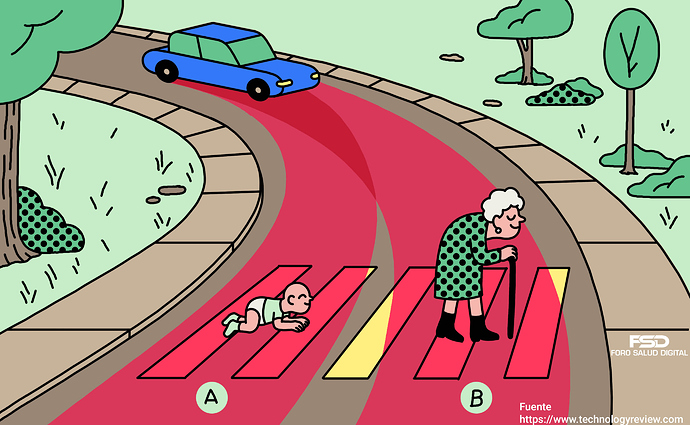 FSD
FORO SALUD DIGITAL
A
B
Fuente
https://www.technologyreview.com